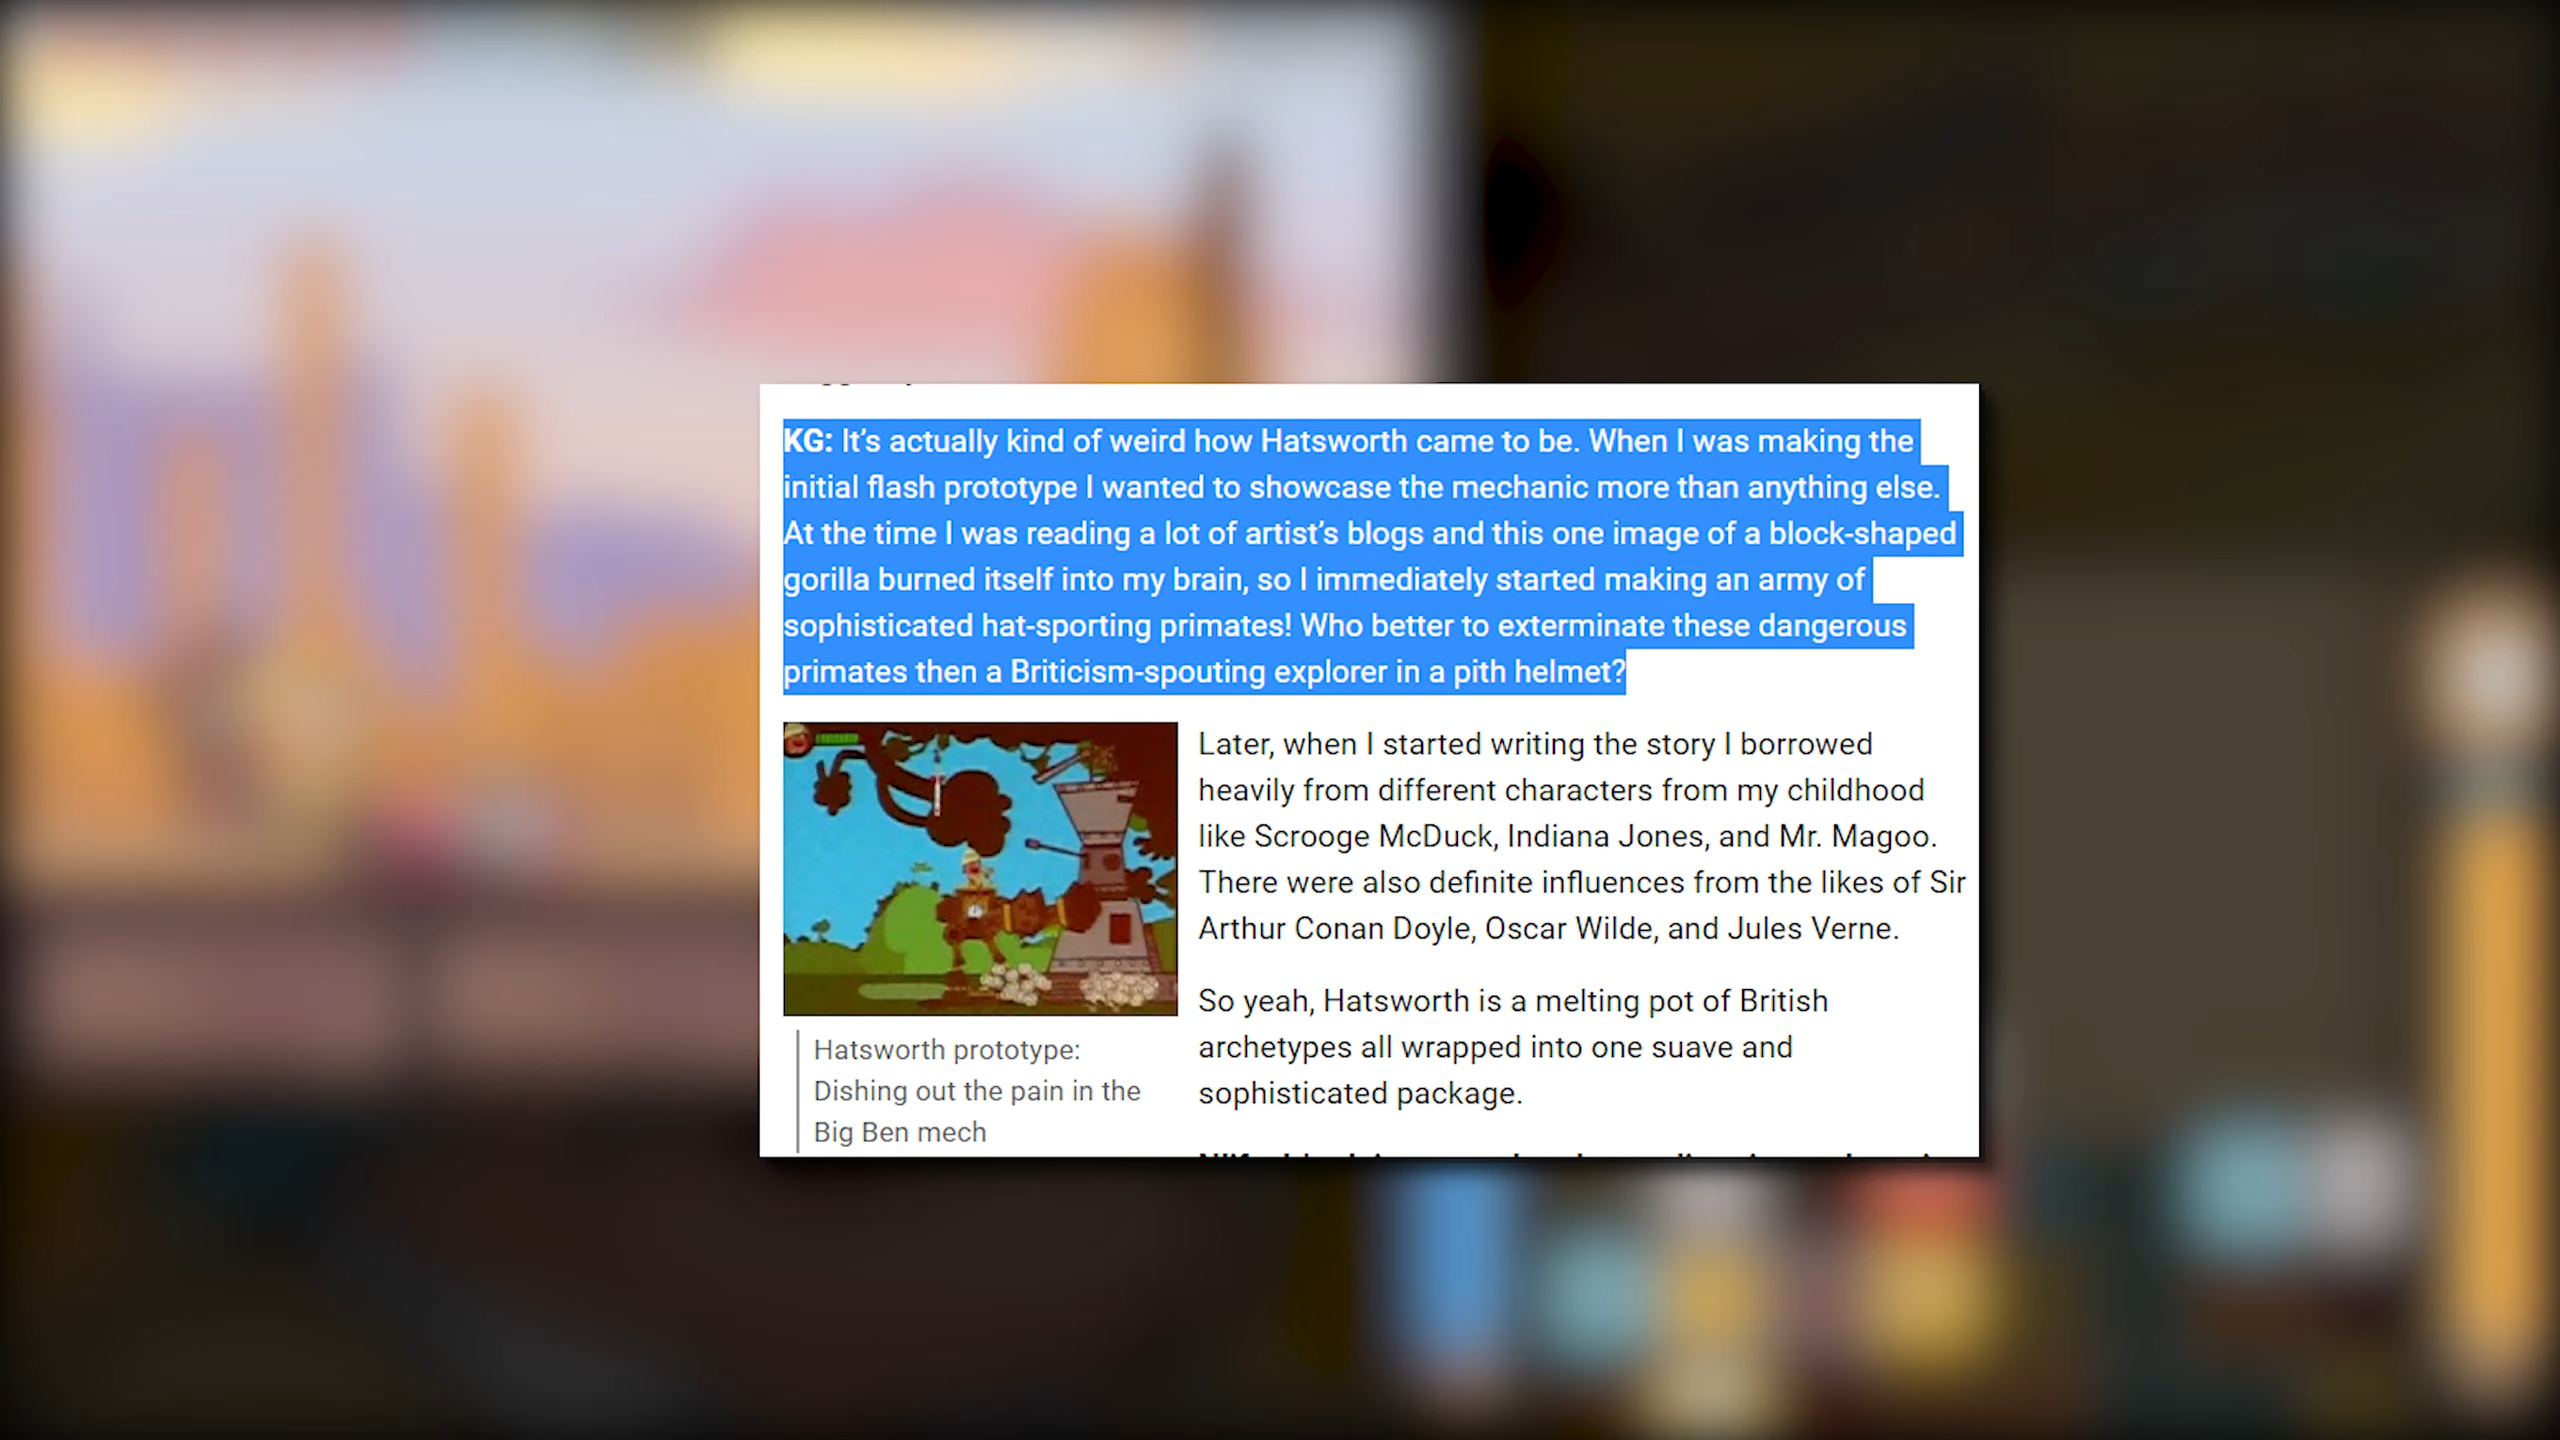 KG: It's actually kind of weird how Hatsworth came to be. When I was making the
initial flash prototype I wanted to showcase the mechanic more than anything else.
At the time I was reading a lot of artist's blogs and this one image of a block-shaped
gorilla burned itself into my brain, so I immediately started making an army of
sophisticated hat-sporting primates! Who better to exterminate these dangerous
primates then a Briticism-spouting explorer in a pith helmet?
Later, when I started writing the story I borrowed
heavily from different characters from my childhood
like Scrooge McDuck, Indiana Jones, and Mr. Magoo.
There were also definite influences from the likes of Sir
Arthur Conan Doyle, Oscar Wilde, and Jules Verne.
So yeah, Hatsworth is a melting pot of British
archetypes all wrapped into one suave and
sophisticated package.
Hatsworth prototype:
Dishing out the pain in the
Big Ben mech